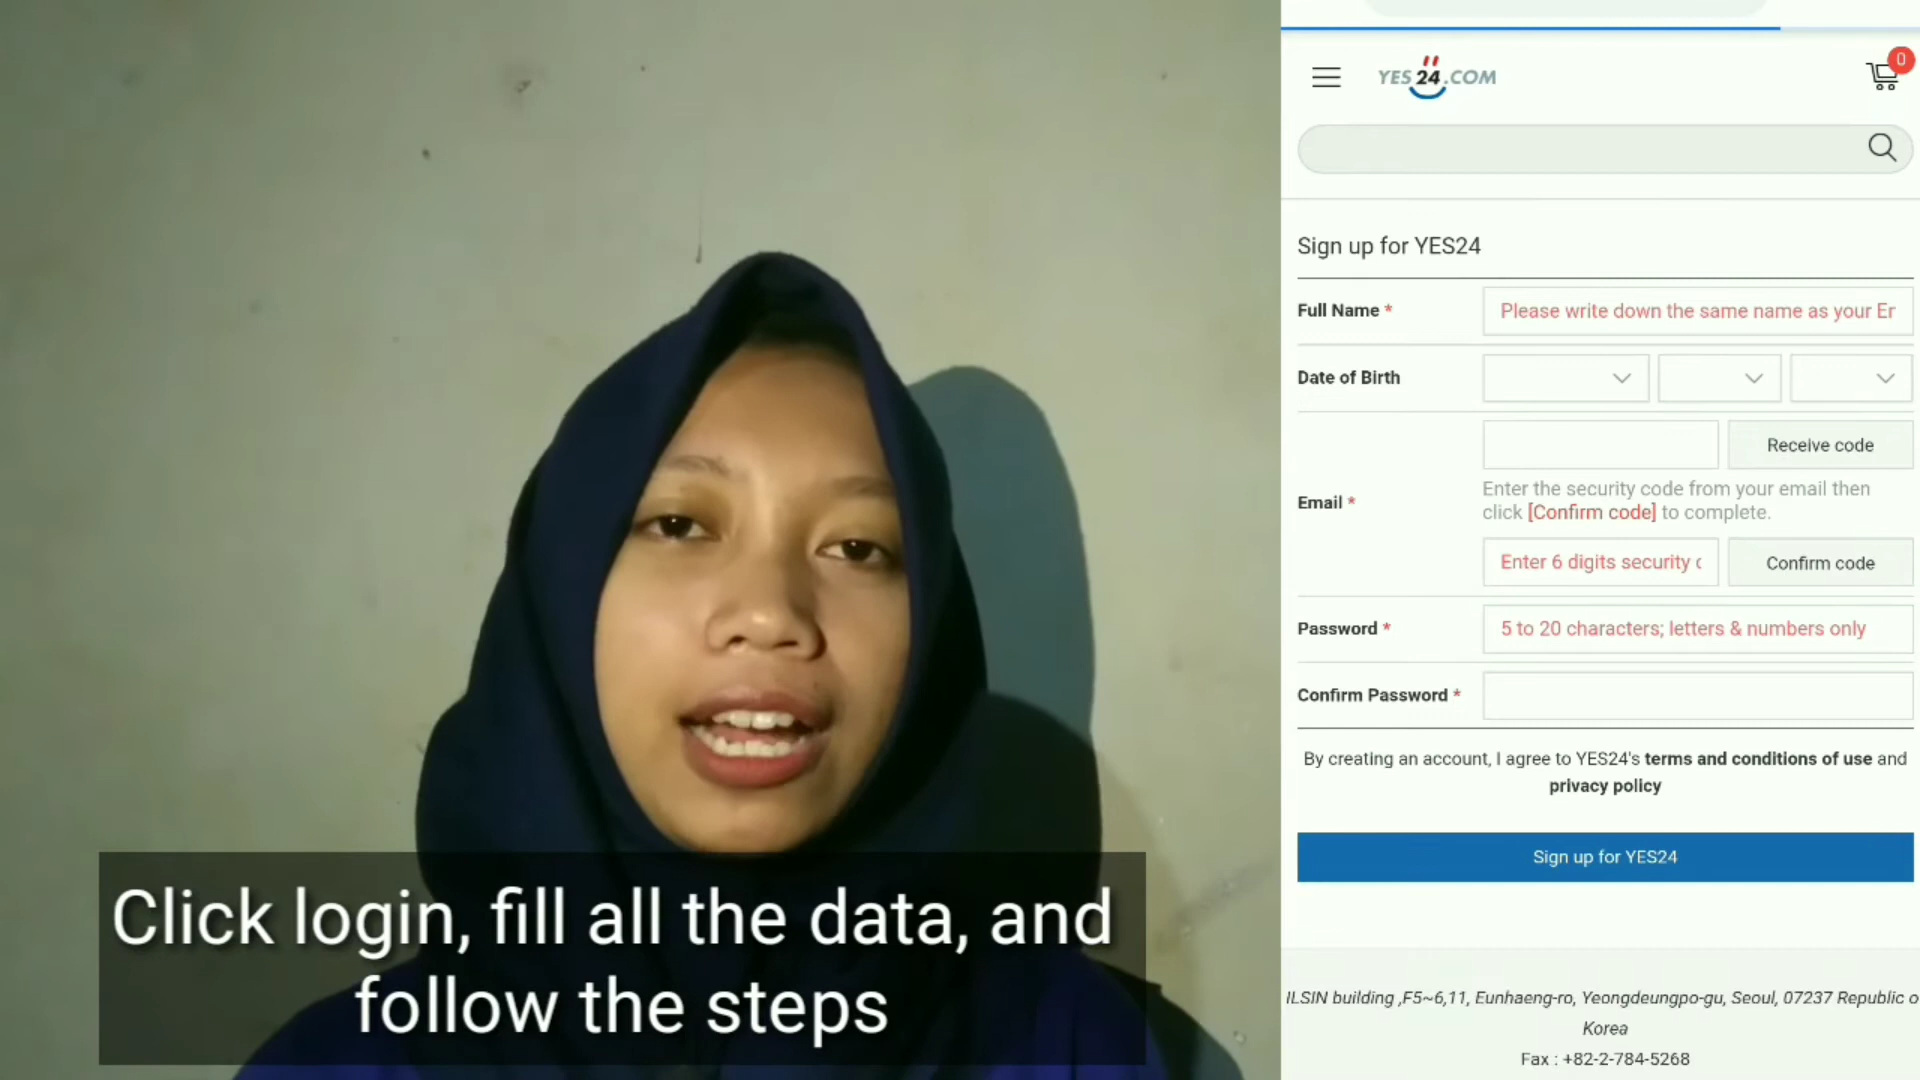 Click login, fill all the data, and
follow the steps
YES24.COM
0
Sign up for YES24
Full Name *
Please write down the same name as your Er
Date of Birth
Receive code
Email *
Enter the security code from your email then
click [Confirm code] to complete.
Enter 6 digits security c
Confirm code
Password *
5 to 20 characters; letters & numbers only
Confirm Password *
By creating an account, I agree to YES24's terms and conditions of use and
privacy policy
Sign up for YES24
ILSIN building ,F5~6,11, Eunhaeng-ro, Yeongdeungpo-gu, Seoul, 07237 Republic o
Korea
Fax : +82-2-784-5268